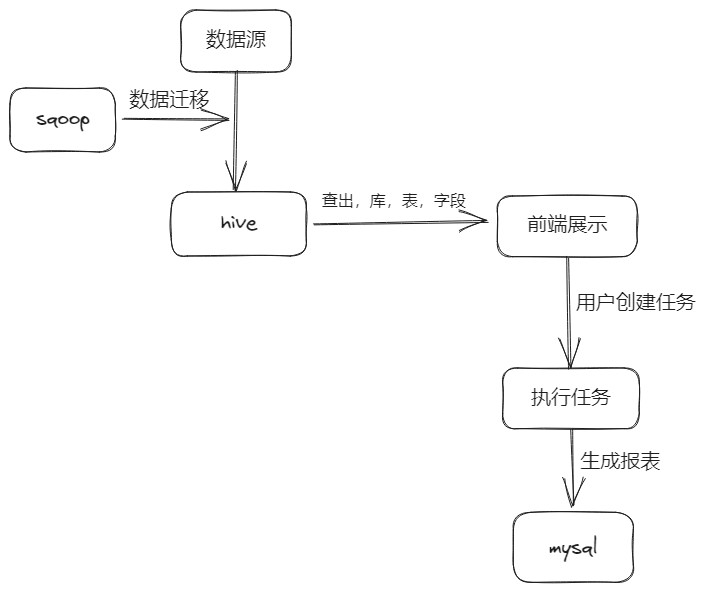 数据源
数据迁移
sqoop
hive
查出，库，表，字段
前端展示
用户创建任务
执行任务
生成报表
mysql